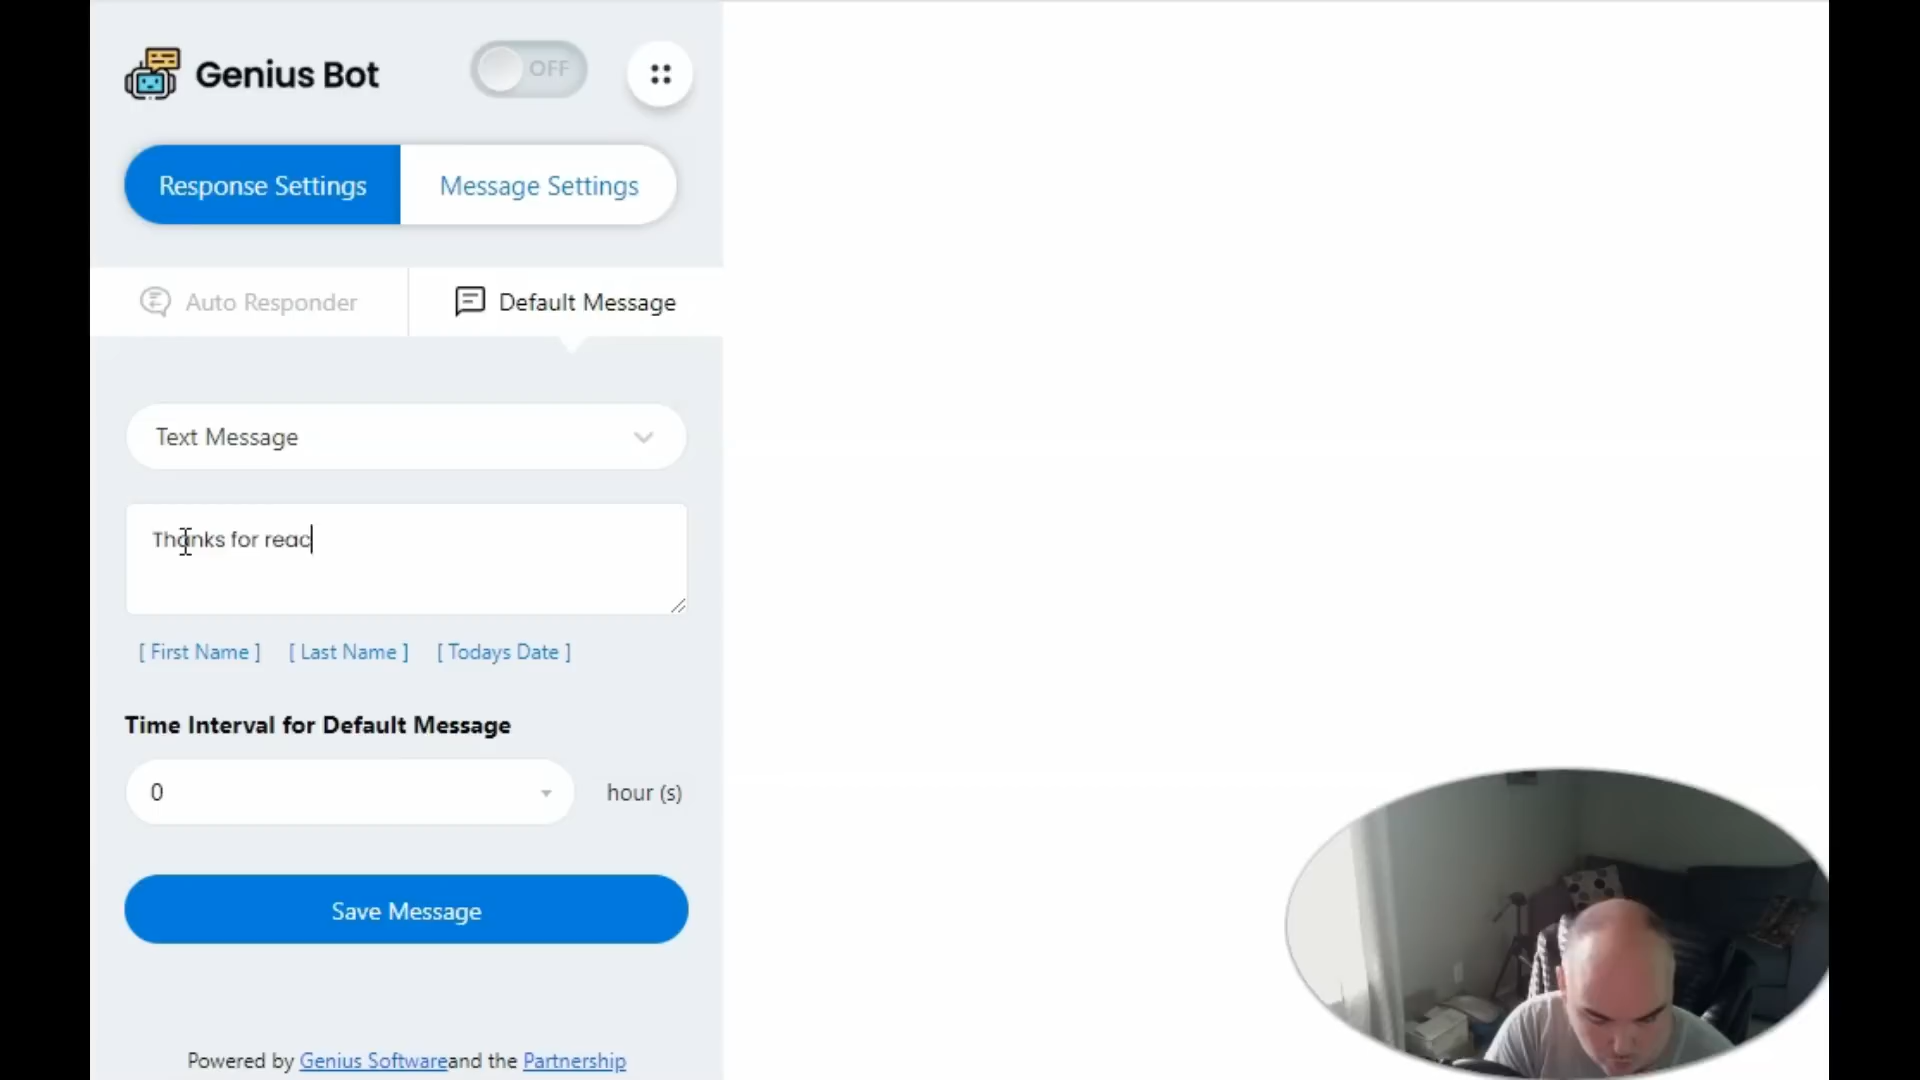 Genius Bot
OFF
Response Settings
Message Settings
Auto Responder
Default Message
Text Message
Thanks for reac
[ First Name ] [ Last Name ] [ Todays Date ]
Time Interval for Default Message
0
hour (s)
Save Message
Powered by Genius Softwareand the Partnership